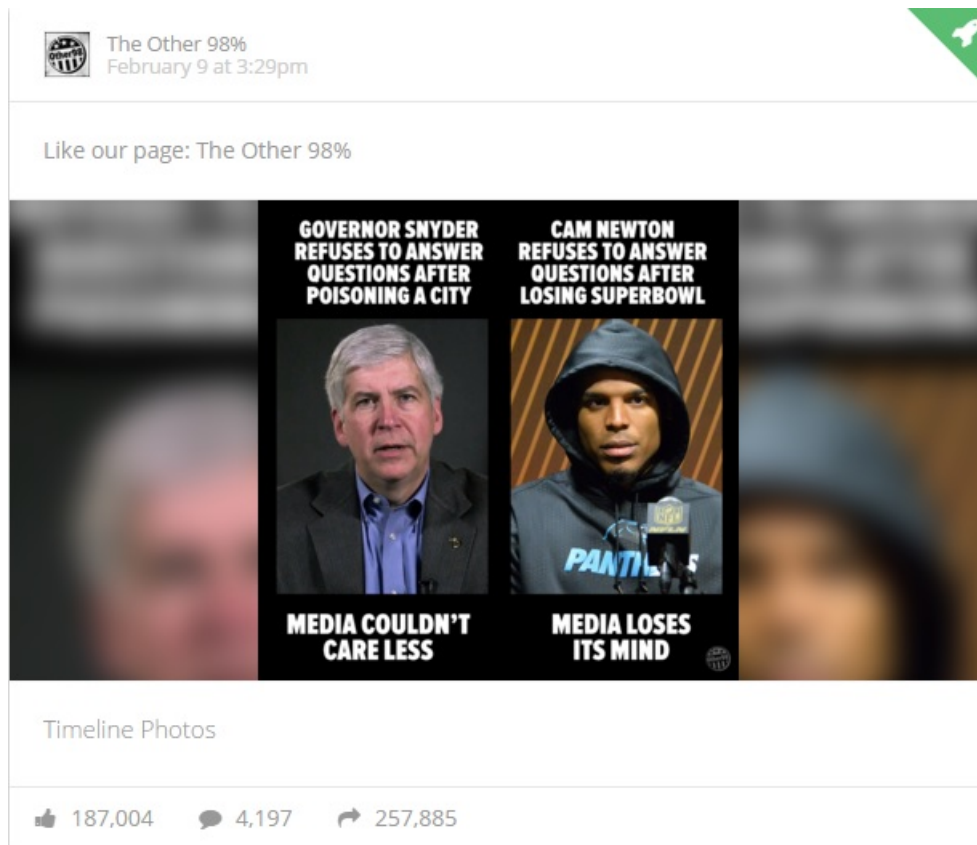 The Other 98%
February 9 at 3:29pm
Like our page: The Other 98%
GOVERNOR SNYDER
REFUSES TO ANSWER
QUESTIONS AFTER
POISONING A CITY
CAM NEWTON
REFUSES TO ANSWER
QUESTIONS AFTER
LOSING SUPERBOWL
MEDIA COULDN'T
CARE LESS
MEDIA LOSES
ITS MIND
Timeline Photos
187,004 4,197 257,885